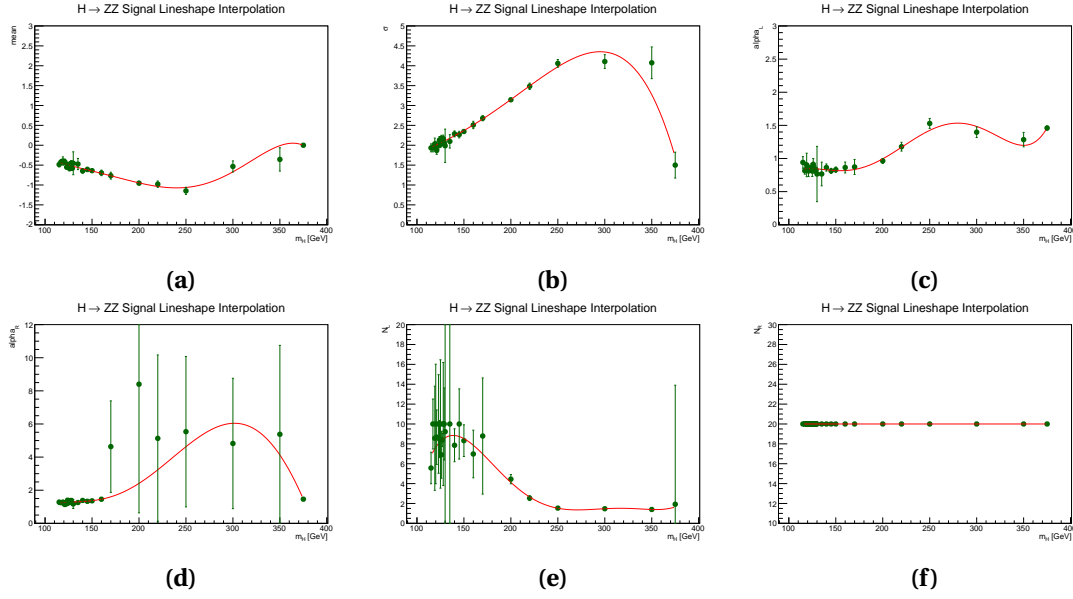 H → ZZ Signal Lineshape Interpolation
mean
3
2.5
2
1.5
1
0.5
0
-0.5
-1
-1.5
-2
100 150 200 250 300 350 400
m_H [GeV]
(a)
H → ZZ Signal Lineshape Interpolation
σ
5
4.5
4
3.5
3
2.5
2
1.5
1
0.5
0
100 150 200 250 300 350 400
m_H [GeV]
(b)
H → ZZ Signal Lineshape Interpolation
alpha_L
3
2.5
2
1.5
1
0.5
0
100 150 200 250 300 350 400
m_H [GeV]
(c)
H → ZZ Signal Lineshape Interpolation
alpha_R
12
10
8
6
4
2
0
100 150 200 250 300 350 400
m_H [GeV]
(d)
H → ZZ Signal Lineshape Interpolation
N_L
20
18
16
14
12
10
8
6
4
2
0
100 150 200 250 300 350 400
m_H [GeV]
(e)
H → ZZ Signal Lineshape Interpolation
N_R
30
28
26
24
22
20
18
16
14
12
10
100 150 200 250 300 350 400
m_H [GeV]
(f)